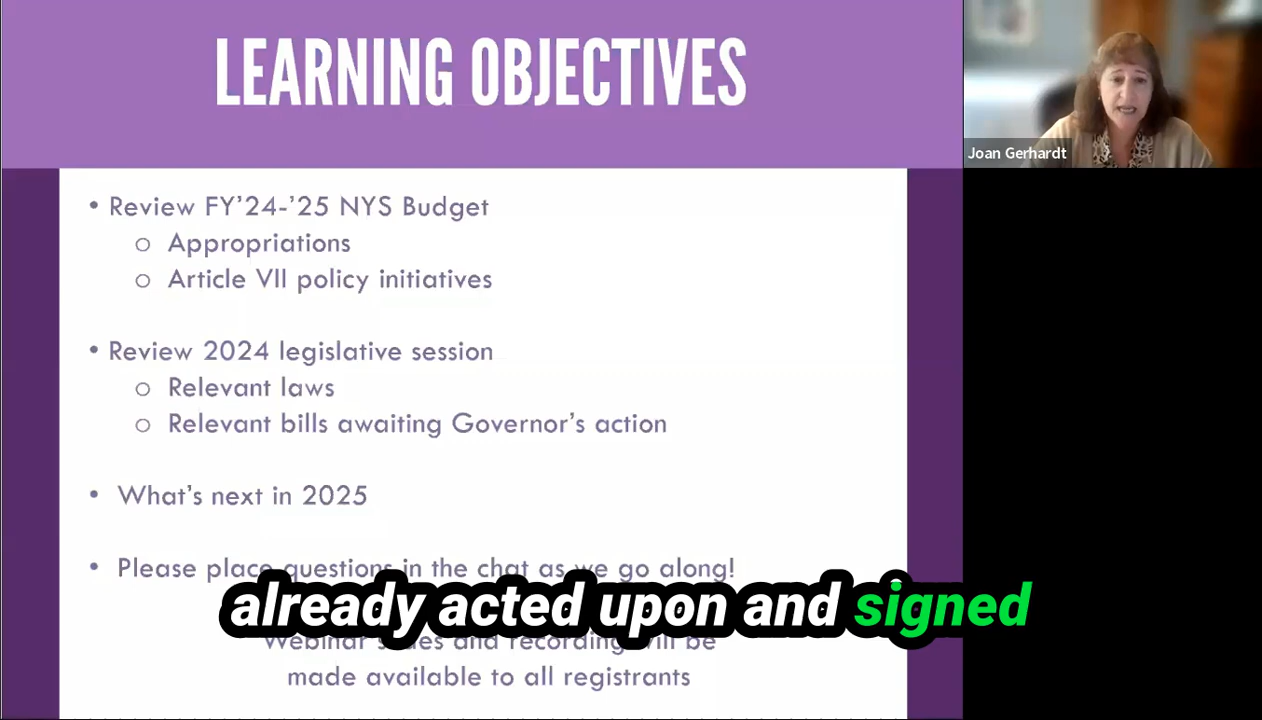 LEARNING OBJECTIVES
Joan Gerhardt
• Review FY'24-'25 NYS Budget
o Appropriations
o Article VII policy initiatives
• Review 2024 legislative session
o Relevant laws
o Relevant bills awaiting Governor's action
• What's next in 2025
• Please place questions in the chat as we go along!
already acted upon and signed
Webinar slides and recording will be
made available to all registrants